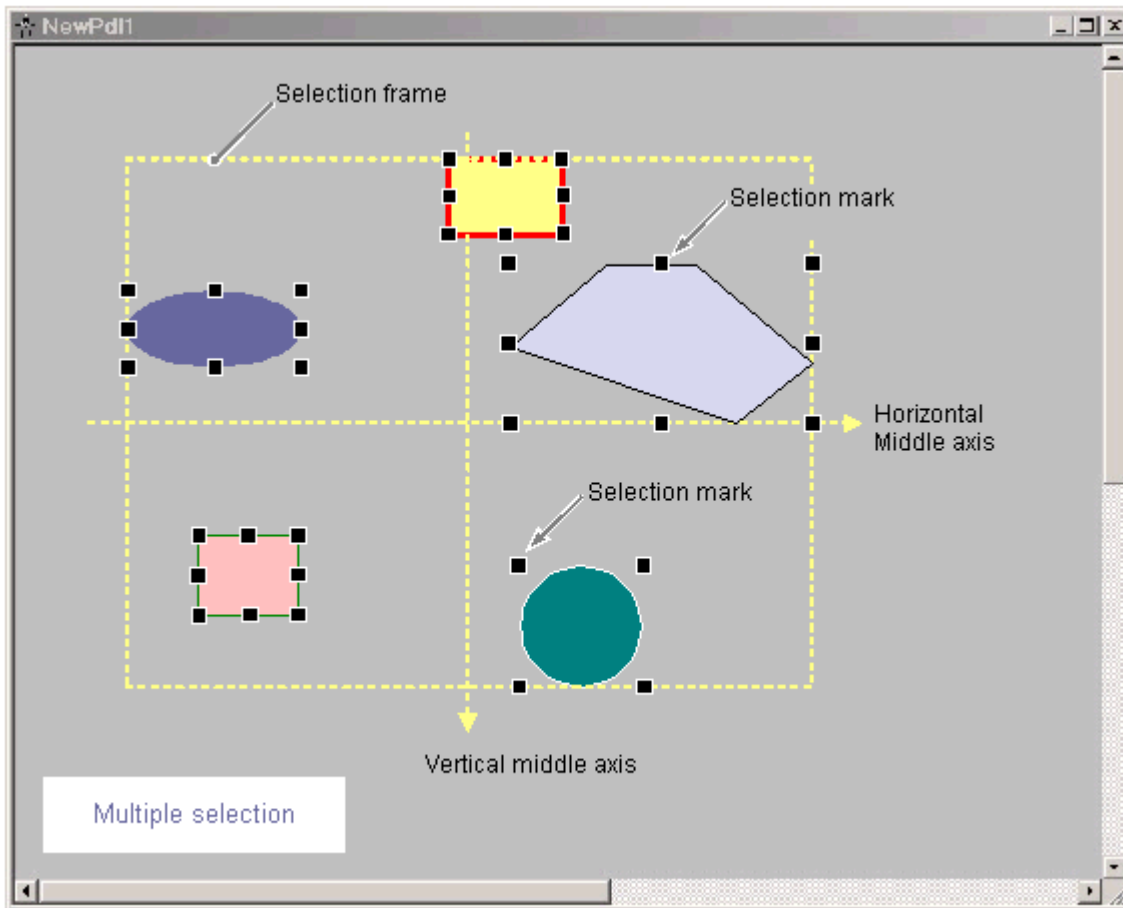 NewPdl1
Selection frame
Selection mark
Horizontal
Middle axis
Selection mark
Vertical middle axis
Multiple selection